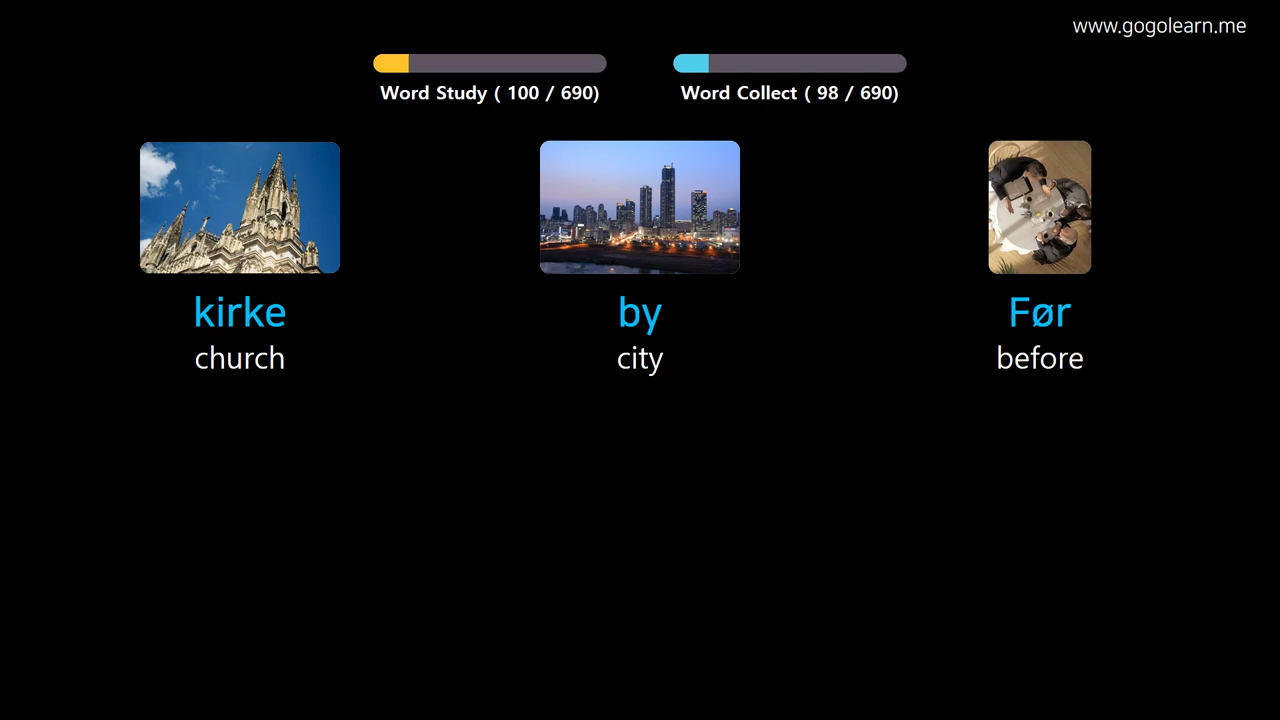 www.gogolearn.me
Word Study ( 100 / 690)
Word Collect ( 98 / 690)
kirke
church
by
city
Før
before